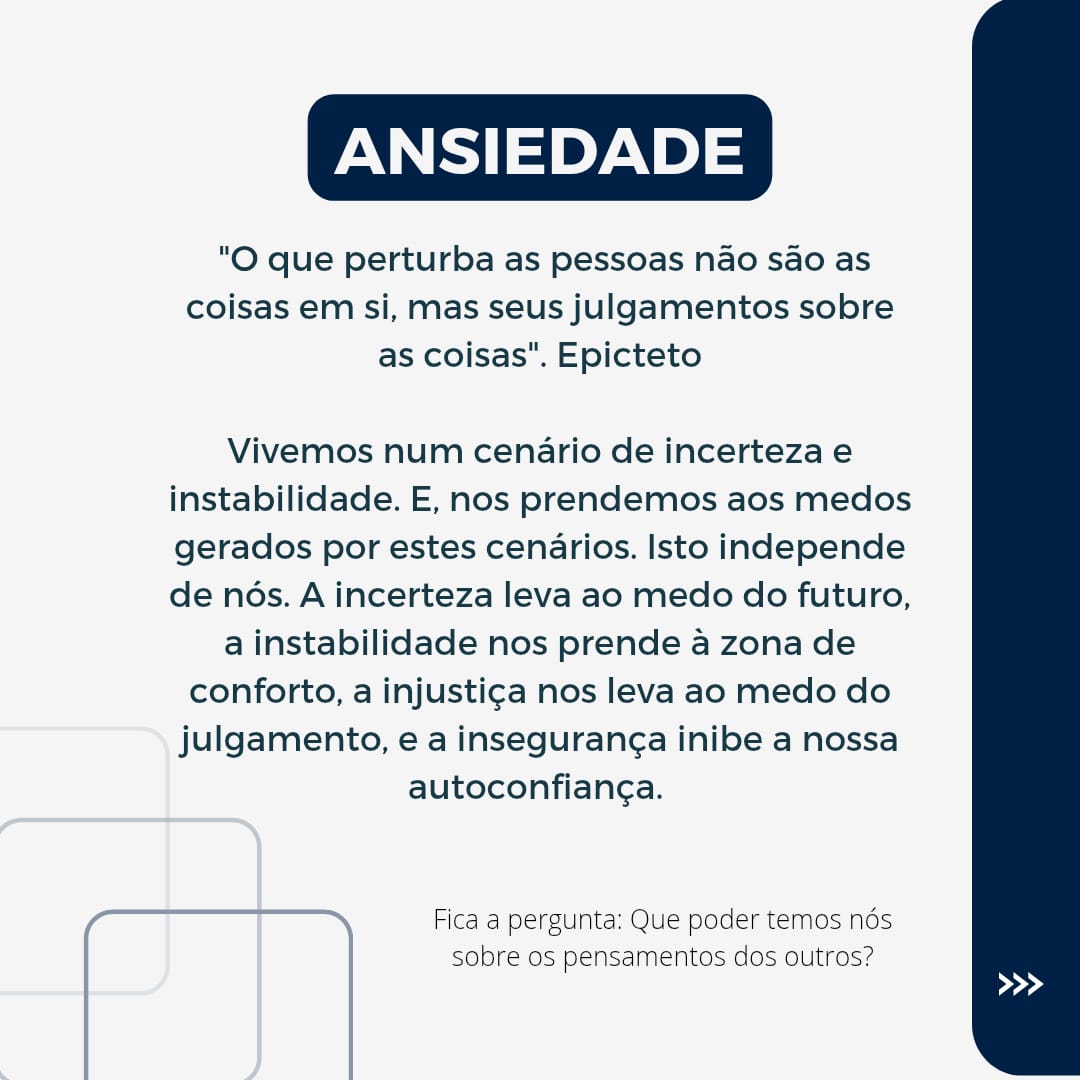 ANSIEDADE
"O que perturba as pessoas não são as
coisas em si, mas seus julgamentos sobre
as coisas". Epicteto
Vivemos num cenário de incerteza e
instabilidade. E, nos prendemos aos medos
gerados por estes cenários. Isto independe
de nós. A incerteza leva ao medo do futuro,
a instabilidade nos prende à zona de
conforto, a injustiça nos leva ao medo do
julgamento, e a insegurança inibe a nossa
autoconfiança.
Fica a pergunta: Que poder temos nós
sobre os pensamentos dos outros?